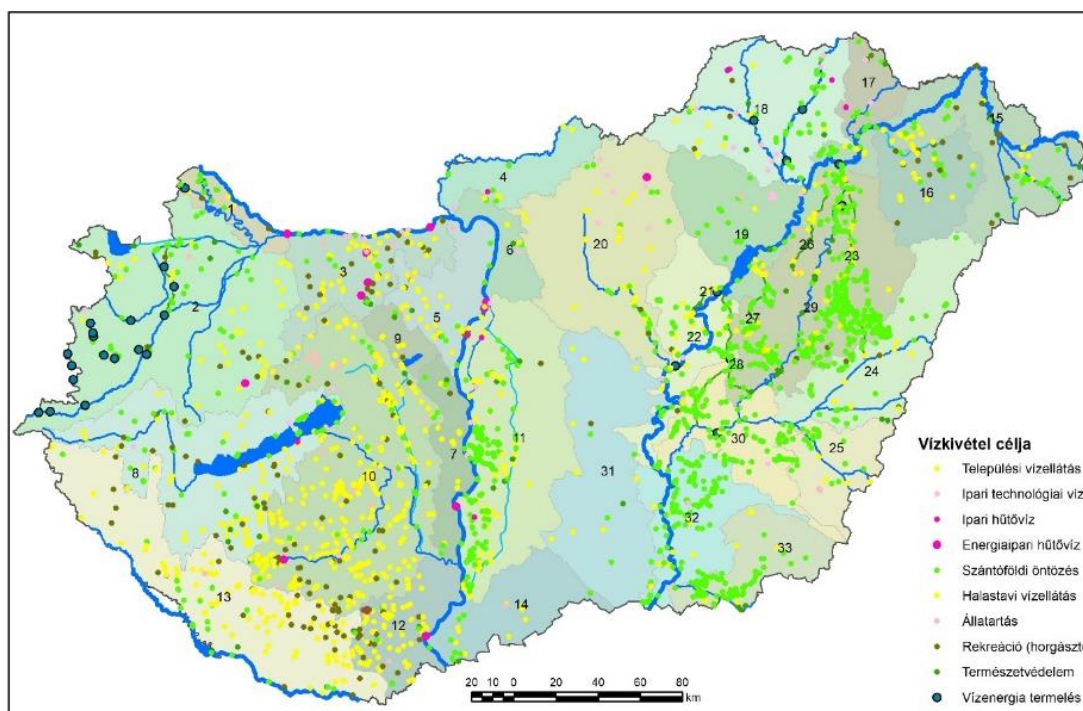 17
18
15
4
16
1
20
19
6
26
23
3
21
2
27
29
5
22
9
28
24
11
30
25
7
10
8
31
32
33
13
14
12
20 10 0 20 40 60 80
km
Vízkivétel célja
Települési vízellátás
Ipari technológiai víz
Ipari hűtővíz
Energiaipari hűtővíz
Szántóföldi öntözés
Halastavi vízellátás
Állatartás
Rekreáció (horgászt
Természetvédelem
Vízenergia termelés